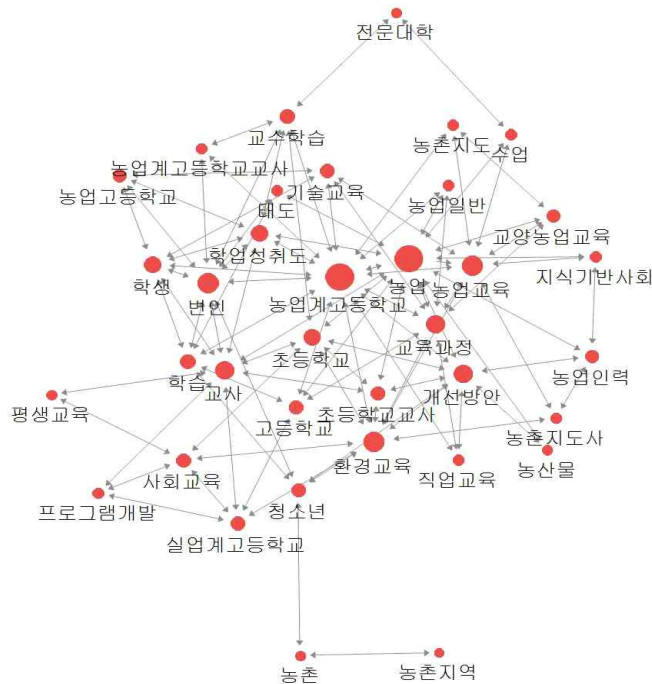 전문대학
교수학습
농촌지도
수업
농업계고등학교교사
농업고등학교
기술교육
태도
농업일반
교양농업교육
학업성취도
지식기반사회
학생
변인
농업계고등학교
농업
농업교육
초등학교
교육과정
농업인력
학습
교사
개선방안
평생교육
고등학교
초등학교교사
농촌지도사
사회교육
환경교육
직업교육
농산물
프로그램개발
청소년
실업계고등학교
농촌
농촌지역